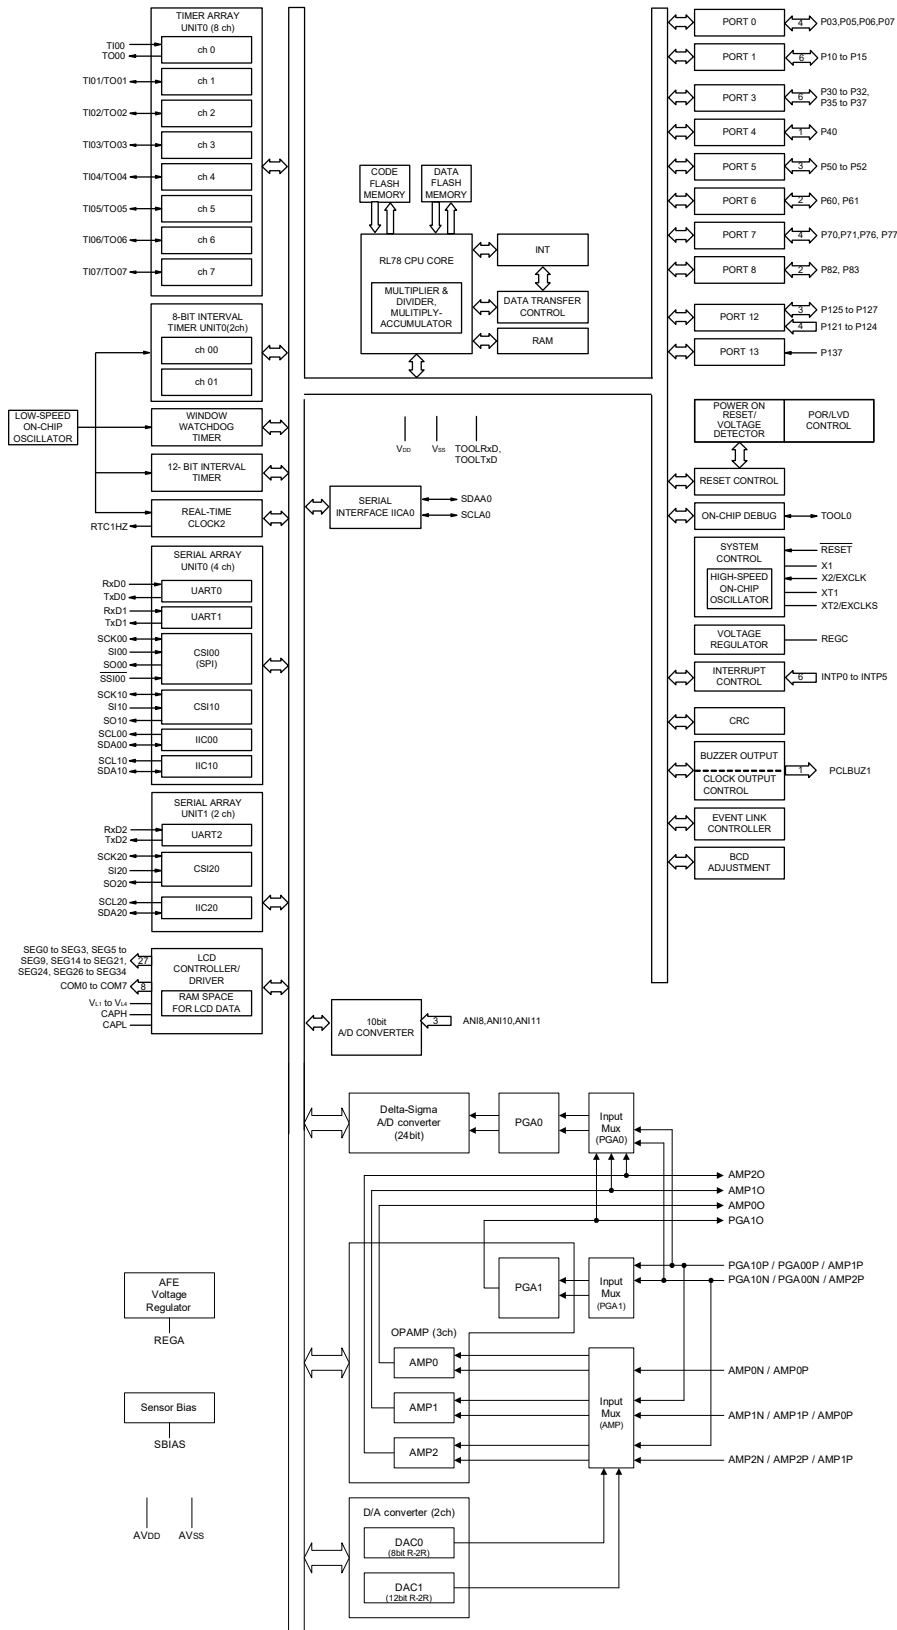 TIMER ARRAY
UNIT0 (8 ch)
TI00
TO00
ch 0
TI01/TO01
ch 1
TI02/TO02
ch 2
TI03/TO03
ch 3
TI04/TO04
ch 4
TI05/TO05
ch 5
TI06/TO06
ch 6
TI07/TO07
ch 7
8-BIT INTERVAL
TIMER UNIT0(2ch)
ch 00
ch 01
LOW-SPEED
ON-CHIP
OSCILLATOR
WINDOW
WATCHDOG
TIMER
12- BIT INTERVAL
TIMER
REAL-TIME
CLOCK2
RTC1HZ
SERIAL ARRAY
UNIT0 (4 ch)
RxD0
TxD0
UART0
RxD1
TxD1
UART1
SCK00
SI00
SO00
SSI00
CSI00
(SPI)
SCK10
SI10
SO10
CSI10
SCL00
SDA00
IIC00
SCL10
SDA10
IIC10
SERIAL ARRAY
UNIT1 (2 ch)
RxD2
TxD2
UART2
SCK20
SI20
SO20
CSI20
SCL20
SDA20
IIC20
SEG0 to SEG3, SEG5 to
SEG9, SEG14 to SEG21,
SEG24, SEG26 to SEG34
27
COM0 to COM7
8
VL1 to VL4
CAPH
CAPL
LCD
CONTROLLER/
DRIVER
RAM SPACE
FOR LCD DATA
CODE
FLASH
MEMORY
DATA
FLASH
MEMORY
RL78 CPU CORE
MULTIPLIER &
DIVIDER,
MULITIPLY-
ACCUMULATOR
INT
DATA TRANSFER
CONTROL
RAM
VDD
VSS
TOOLRxD,
TOOLTxD
SERIAL
INTERFACE IICA0
SDAA0
SCLA0
10bit
A/D CONVERTER
3
ANI8,ANI10,ANI11
PORT 0
4
P03,P05,P06,P07
PORT 1
6
P10 to P15
PORT 3
6
P30 to P32,
P35 to P37
PORT 4
1
P40
PORT 5
3
P50 to P52
PORT 6
2
P60, P61
PORT 7
4
P70,P71,P76, P77
PORT 8
2
P82, P83
PORT 12
3
P125 to P127
4
P121 to P124
PORT 13
P137
POWER ON
RESET/
VOLTAGE
DETECTOR
POR/LVD
CONTROL
RESET CONTROL
ON-CHIP DEBUG
TOOL0
SYSTEM
CONTROL
HIGH-SPEED
ON-CHIP
OSCILLATOR
RESET
X1
X2/EXCLK
XT1
XT2/EXCLKS
VOLTAGE
REGULATOR
REGC
INTERRUPT
CONTROL
6
INTP0 to INTP5
CRC
BUZZER OUTPUT
CLOCK OUTPUT
CONTROL
1
PCLBUZ1
EVENT LINK
CONTROLLER
BCD
ADJUSTMENT
Delta-Sigma
A/D converter
(24bit)
PGA0
Input
Mux
(PGA0)
AMP2O
AMP1O
AMP0O
PGA1O
PGA1
Input
Mux
(PGA1)
PGA10P / PGA00P / AMP1P
PGA10N / PGA00N / AMP2P
OPAMP (3ch)
AMP0
AMP1
AMP2
Input
Mux
(AMP)
AMP0N / AMP0P
AMP1N / AMP1P / AMP0P
AMP2N / AMP2P / AMP1P
AFE
Voltage
Regulator
REGA
Sensor Bias
SBIAS
AVDD
AVSS
D/A converter (2ch)
DAC0
(8bit R-2R)
DAC1
(12bit R-2R)